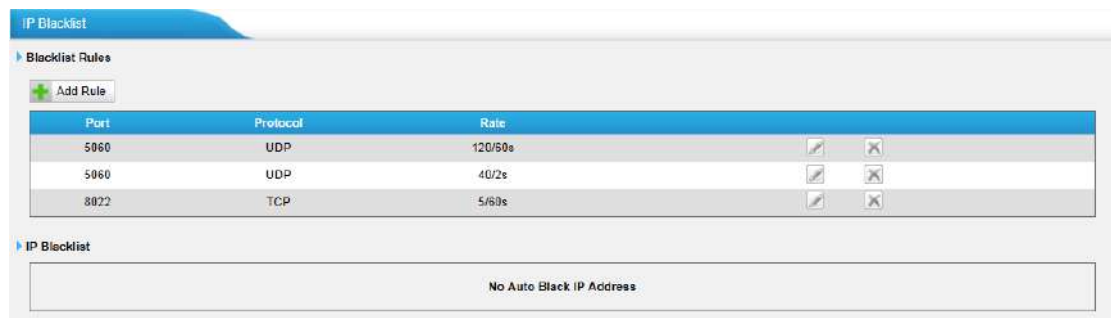 IP Blacklist
Blacklist Rules
Add Rule
Port Protocol Rate
5060 UDP 120/60s
5060 UDP 40/2s
8022 TCP 5/60s
IP Blacklist
No Auto Black IP Address